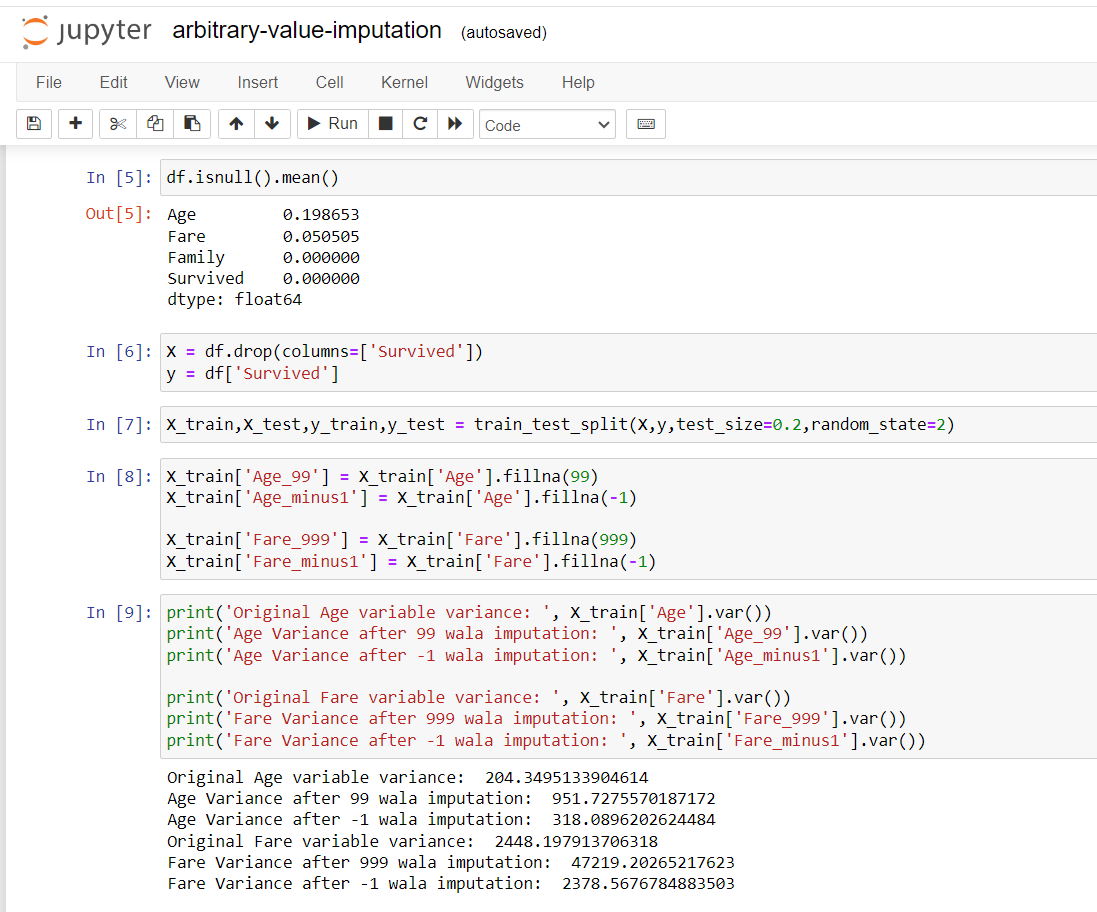 jupyter arbitrary-value-imputation (autosaved)
File Edit View Insert Cell Kernel Widgets Help
Run Code
In [5]: df.isnull().mean()
Out[5]: Age 0.198653
Fare 0.050505
Family 0.000000
Survived 0.000000
dtype: float64
In [6]: X = df.drop(columns=['Survived'])
y = df['Survived']
In [7]: X_train,X_test,y_train,y_test = train_test_split(X,y,test_size=0.2,random_state=2)
In [8]: X_train['Age_99'] = X_train['Age'].fillna(99)
X_train['Age_minus1'] = X_train['Age'].fillna(-1)
X_train['Fare_999'] = X_train['Fare'].fillna(999)
X_train['Fare_minus1'] = X_train['Fare'].fillna(-1)
In [9]: print('Original Age variable variance: ', X_train['Age'].var())
print('Age Variance after 99 wala imputation: ', X_train['Age_99'].var())
print('Age Variance after -1 wala imputation: ', X_train['Age_minus1'].var())
print('Original Fare variable variance: ', X_train['Fare'].var())
print('Fare Variance after 999 wala imputation: ', X_train['Fare_999'].var())
print('Fare Variance after -1 wala imputation: ', X_train['Fare_minus1'].var())
Original Age variable variance:  204.3495133904614
Age Variance after 99 wala imputation:  951.7275570187172
Age Variance after -1 wala imputation:  318.0896202624484
Original Fare variable variance:  2448.197913706318
Fare Variance after 999 wala imputation:  47219.20265217623
Fare Variance after -1 wala imputation:  2378.5676784883503